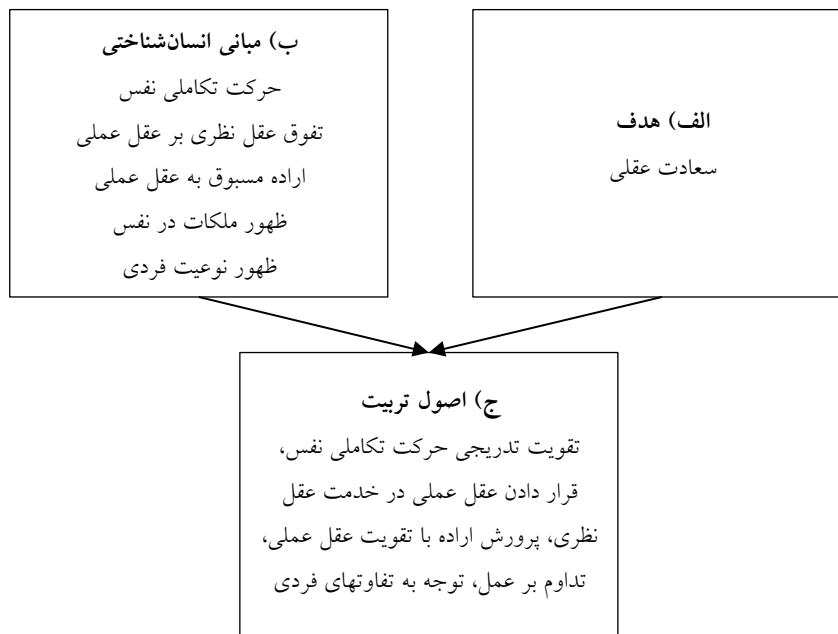 الف) هدف
سعادت عقلی
ب) مبانی انسان‌شناختی
حرکت تکاملی نفس
تفوق عقل نظری بر عقل عملی
اراده مسبوق به عقل عملی
ظهور ملکات در نفس
ظهور نوعیت فردی
ج) اصول تربیت
تقویت تدریجی حرکت تکاملی نفس،
قرار دادن عقل عملی در خدمت عقل
نظری، پرورش اراده با تقویت عقل عملی،
تداوم بر عمل، توجه به تفاوتهای فردی